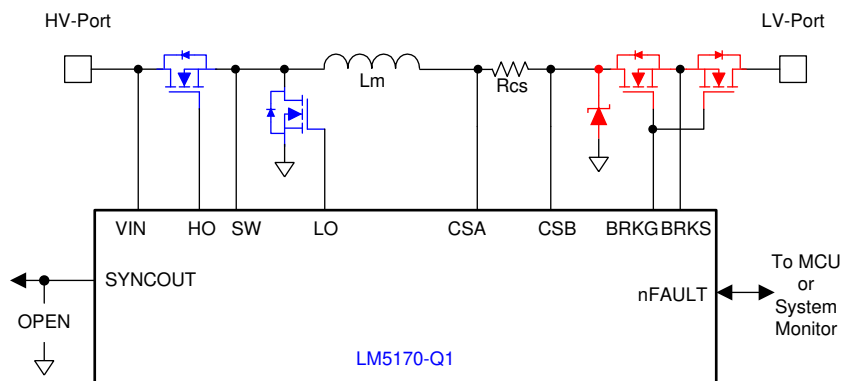 HV-Port
LV-Port
Lm
Rcs
VIN
HO
SW
LO
CSA
CSB
BRKG
BRKS
SYNCOUT
OPEN
nFAULT
To MCU
or
System
Monitor
LM5170-Q1